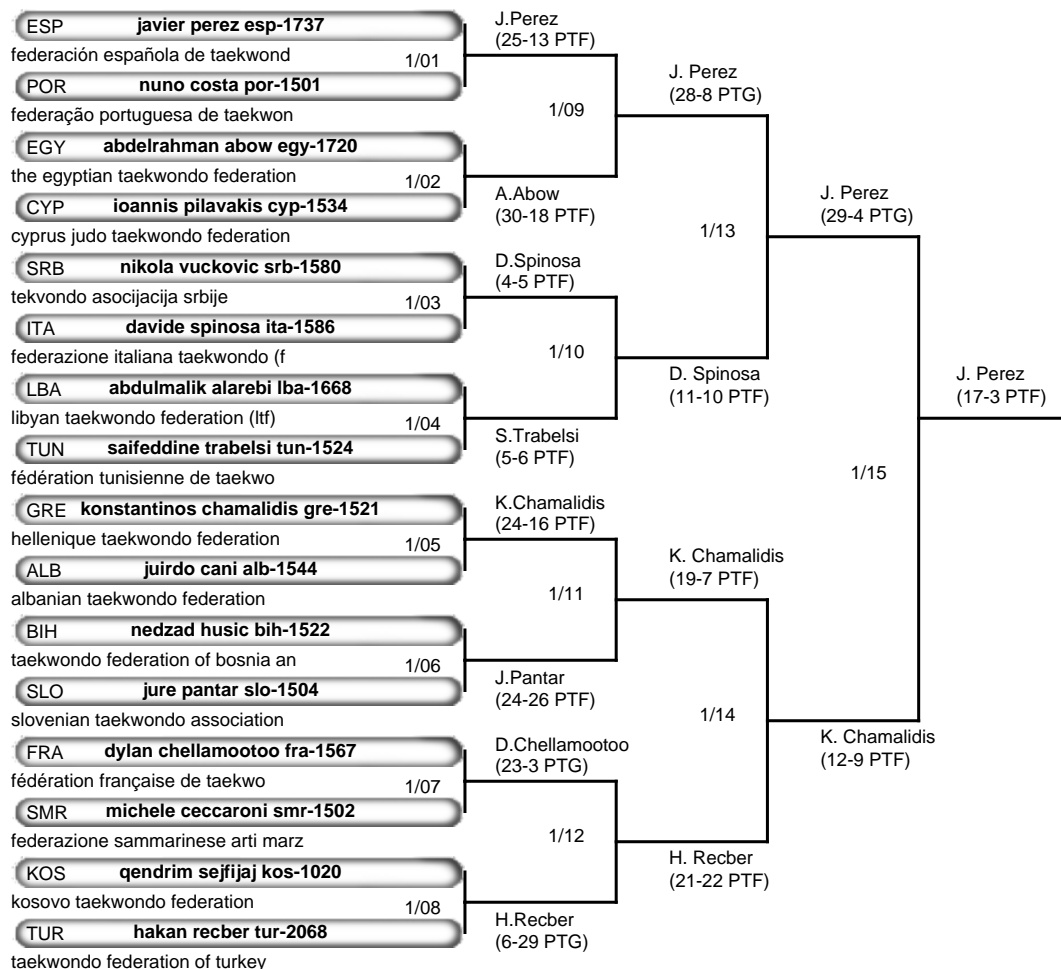 ESP javier perez esp-1737
federación española de taekwond
1/01
POR nuno costa por-1501
federação portuguesa de taekwon
EGY abdelrahman abow egy-1720
the egyptian taekwondo federation
1/02
CYP ioannis pilavakis cyp-1534
cyprus judo taekwondo federation
SRB nikola vuckovic srb-1580
tekvondo asocijacija srbije
1/03
ITA davide spinosa ita-1586
federazione italiana taekwondo (f
LBA abdulmalik alarebi lba-1668
libyan taekwondo federation (ltf)
1/04
TUN saifeddine trabelsi tun-1524
fédération tunisienne de taekwo
GRE konstantinos chamalidis gre-1521
hellenique taekwondo federation
1/05
ALB juirdo cani alb-1544
albanian taekwondo federation
BIH nedzad husic bih-1522
taekwondo federation of bosnia an
1/06
SLO jure pantar slo-1504
slovenian taekwondo association
FRA dylan chellamootoo fra-1567
fédération française de taekwo
1/07
SMR michele ceccaroni smr-1502
federazione sammarinese arti marz
KOS qendrim sejfijaj kos-1020
kosovo taekwondo federation
1/08
TUR hakan recber tur-2068
taekwondo federation of turkey
J.Perez
(25-13 PTF)
1/09
A.Abow
(30-18 PTF)
D.Spinosa
(4-5 PTF)
1/10
S.Trabelsi
(5-6 PTF)
K.Chamalidis
(24-16 PTF)
1/11
J.Pantar
(24-26 PTF)
D.Chellamootoo
(23-3 PTG)
1/12
H.Recber
(6-29 PTG)
J. Perez
(28-8 PTG)
1/13
D. Spinosa
(11-10 PTF)
K. Chamalidis
(19-7 PTF)
1/14
H. Recber
(21-22 PTF)
J. Perez
(29-4 PTG)
1/15
K. Chamalidis
(12-9 PTF)
J. Perez
(17-3 PTF)